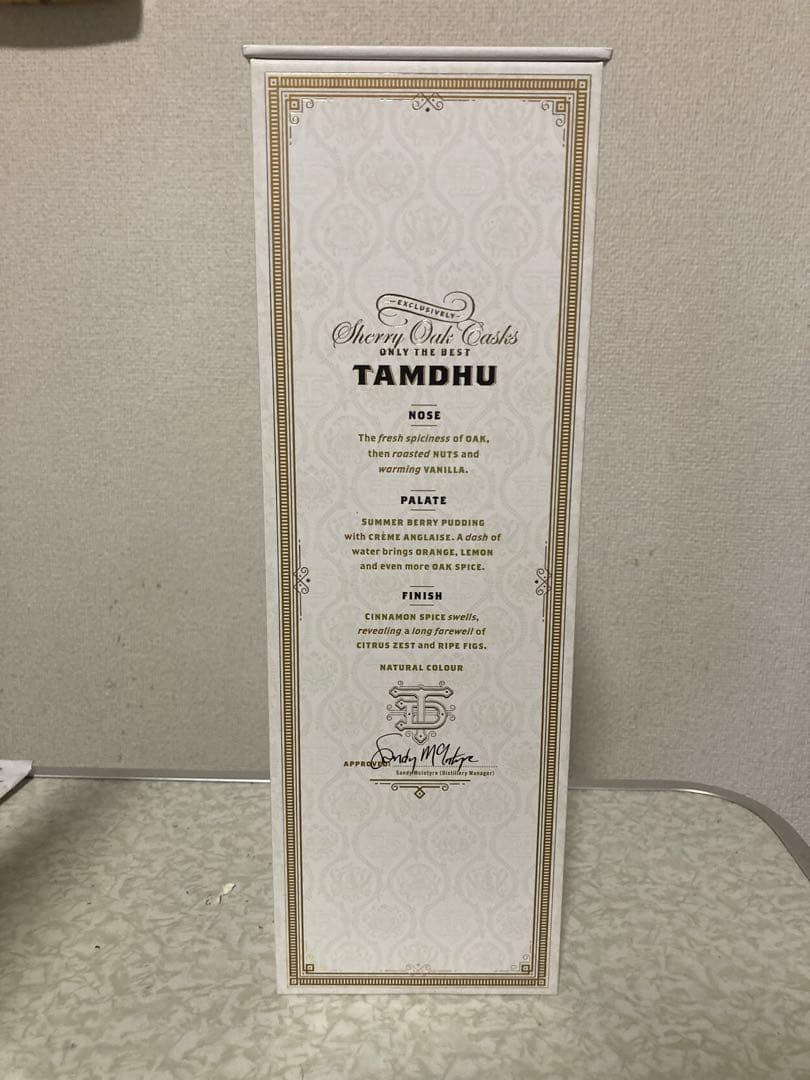 EXCLUSIVELY
Sherry Oak Casks
ONLY THE BEST
TAMDHU
NOSE
The fresh spiciness of OAK,
then roasted NUTS and
warming VANILLA.
PALATE
SUMMER BERRY PUDDING
with CRÈME ANGLAISE. A dash of
water brings ORANGE, LEMON
and even more OAK SPICE.
FINISH
CINNAMON SPICE swells,
revealing a long farewell of
CITRUS ZEST and RIPE FIGS.
NATURAL COLOUR
TD
Sandy McIntyre
APPROVED:
Sandy McIntyre (Distillery Manager)